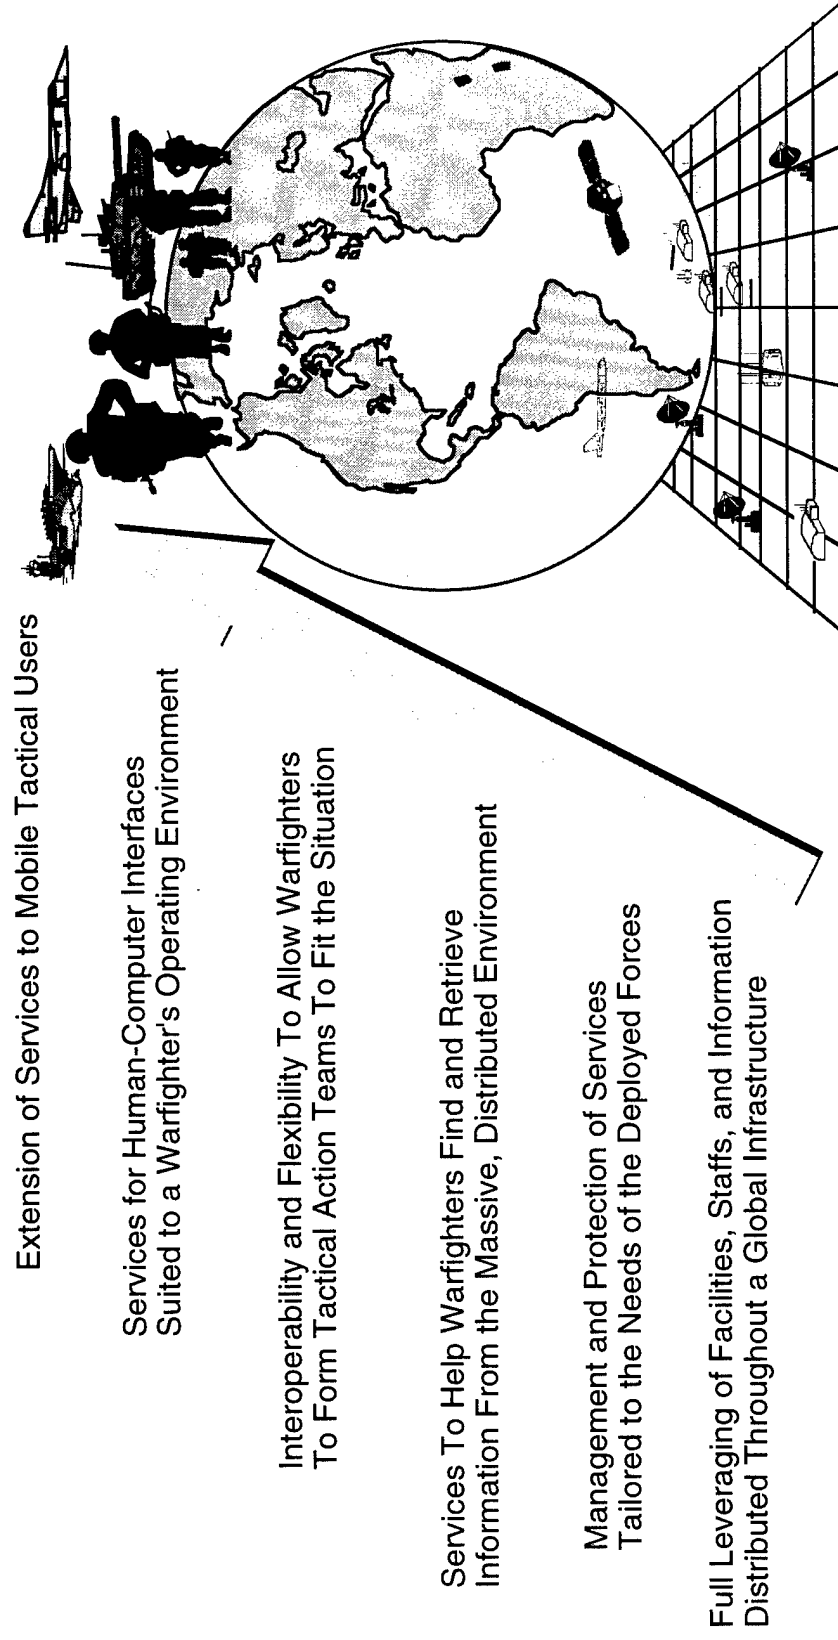 Extension of Services to Mobile Tactical Users
Services for Human-Computer Interfaces
Suited to a Warfighter's Operating Environment
Interoperability and Flexibility To Allow Warfighters
To Form Tactical Action Teams To Fit the Situation
Services To Help Warfighters Find and Retrieve
Information From the Massive, Distributed Environment
Management and Protection of Services
Tailored to the Needs of the Deployed Forces
Full Leveraging of Facilities, Staffs, and Information
Distributed Throughout a Global Infrastructure